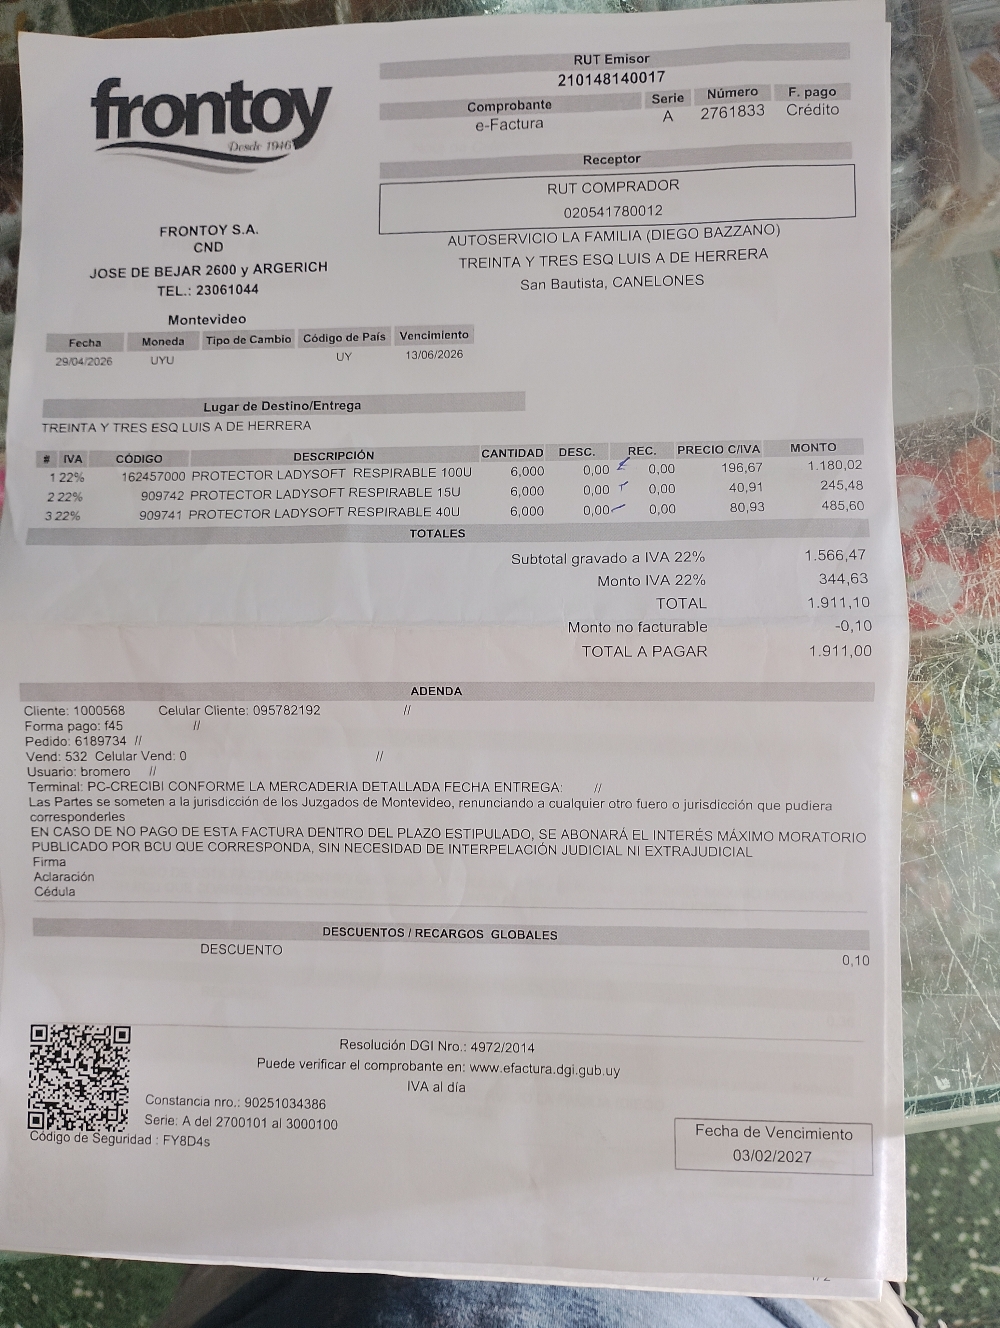 frontoy
Desde 1946
RUT Emisor
210148140017
Comprobante Serie Número F. pago
e-Factura A 2761833 Crédito
Receptor
RUT COMPRADOR
020541780012
AUTOSERVICIO LA FAMILIA (DIEGO BAZZANO)
TREINTA Y TRES ESQ LUIS A DE HERRERA
San Bautista, CANELONES
FRONTOY S.A.
CND
JOSE DE BEJAR 2600 y ARGERICH
TEL.: 23061044
Montevideo
Fecha Moneda Tipo de Cambio Código de País Vencimiento
29/04/2026 UYU UY 13/06/2026
Lugar de Destino/Entrega
TREINTA Y TRES ESQ LUIS A DE HERRERA
# IVA CÓDIGO DESCRIPCIÓN CANTIDAD DESC. REC. PRECIO C/IVA MONTO
1 22% 162457000 PROTECTOR LADYSOFT RESPIRABLE 100U 6,000 0,00 0,00 196,67 1.180,02
2 22% 909742 PROTECTOR LADYSOFT RESPIRABLE 15U 6,000 0,00 0,00 40,91 245,48
3 22% 909741 PROTECTOR LADYSOFT RESPIRABLE 40U 6,000 0,00 0,00 80,93 485,60
TOTALES
Subtotal gravado a IVA 22% 1.566,47
Monto IVA 22% 344,63
TOTAL 1.911,10
Monto no facturable -0,10
TOTAL A PAGAR 1.911,00
ADENDA
Cliente: 1000568 Celular Cliente: 095782192 //
Forma pago: f45 //
Pedido: 6189734 //
Vend: 532 Celular Vend: 0 //
Usuario: bromero //
Terminal: PC-CRECIBI CONFORME LA MERCADERIA DETALLADA FECHA ENTREGA: //
Las Partes se someten a la jurisdicción de los Juzgados de Montevideo, renunciando a cualquier otro fuero o jurisdicción que pudiera
corresponderles
EN CASO DE NO PAGO DE ESTA FACTURA DENTRO DEL PLAZO ESTIPULADO, SE ABONARÁ EL INTERÉS MÁXIMO MORATORIO
PUBLICADO POR BCU QUE CORRESPONDA, SIN NECESIDAD DE INTERPELACIÓN JUDICIAL NI EXTRAJUDICIAL
Firma
Aclaración
Cédula
DESCUENTOS / RECARGOS GLOBALES
DESCUENTO 0,10
Resolución DGI Nro.: 4972/2014
Puede verificar el comprobante en: www.efactura.dgi.gub.uy
IVA al día
Constancia nro.: 90251034386
Serie: A del 2700101 al 3000100
Código de Seguridad : FY8D4s
Fecha de Vencimiento
03/02/2027